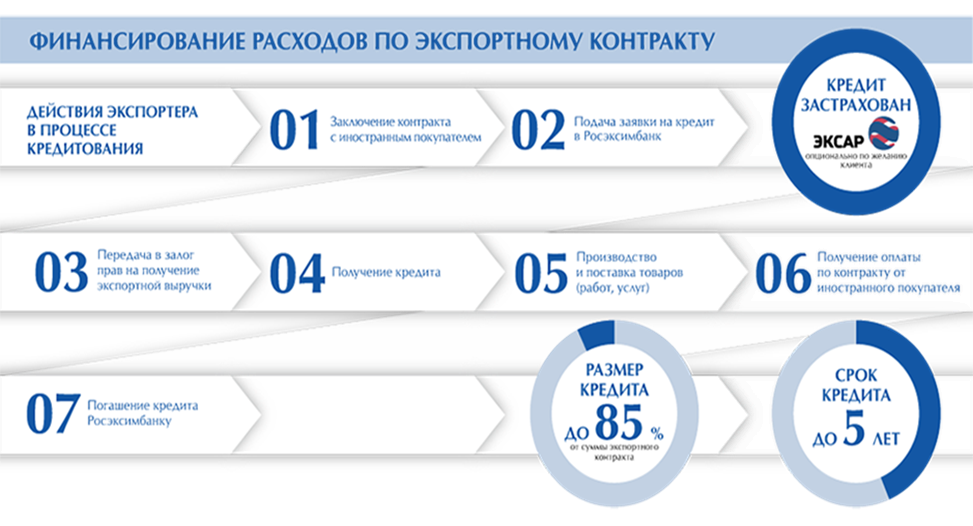 ФИНАНСИРОВАНИЕ РАСХОДОВ ПО ЭКСПОРТНОМУ КОНТРАКТУ
ДЕЙСТВИЯ ЭКСПОРТЕРА
В ПРОЦЕССЕ
КРЕДИТОВАНИЯ
01
Заключение контракта
с иностранным покупателем
02
Подача заявки на кредит
в Росэксимбанк
КРЕДИТ
ЗАСТРАХОВАН
ЭКСАР
опционально по желанию
клиента
03
Передача в залог
прав на получение
экспортной выручки
04
Получение кредита
05
Производство
и поставка товаров
(работ, услуг)
06
Получение оплаты
по контракту от
иностранного покупателя
07
Погашение кредита
Росэксимбанку
РАЗМЕР
КРЕДИТА
ДО 85 %
от суммы экспортного
контракта
СРОК
КРЕДИТА
ДО 5 ЛЕТ